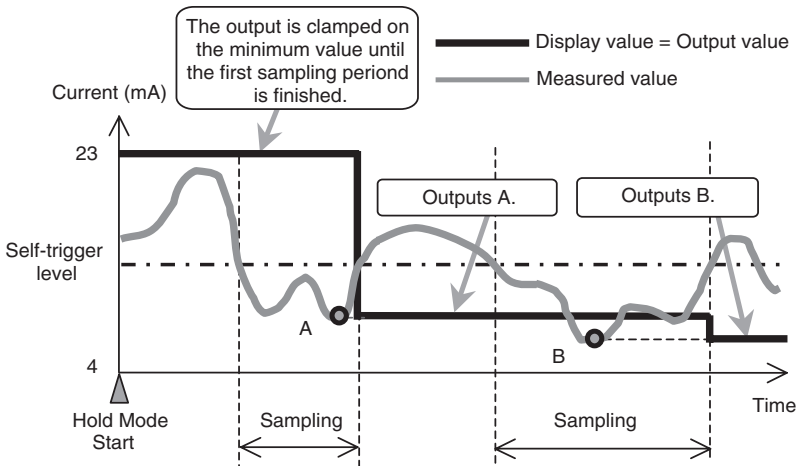 The output is clamped on
the minimum value until
the first sampling periond
is finished.
Display value = Output value
Measured value
Current (mA)
23
Outputs A.
Outputs B.
Self-trigger
level
A
B
4
Hold Mode
Start
Sampling
Sampling
Time